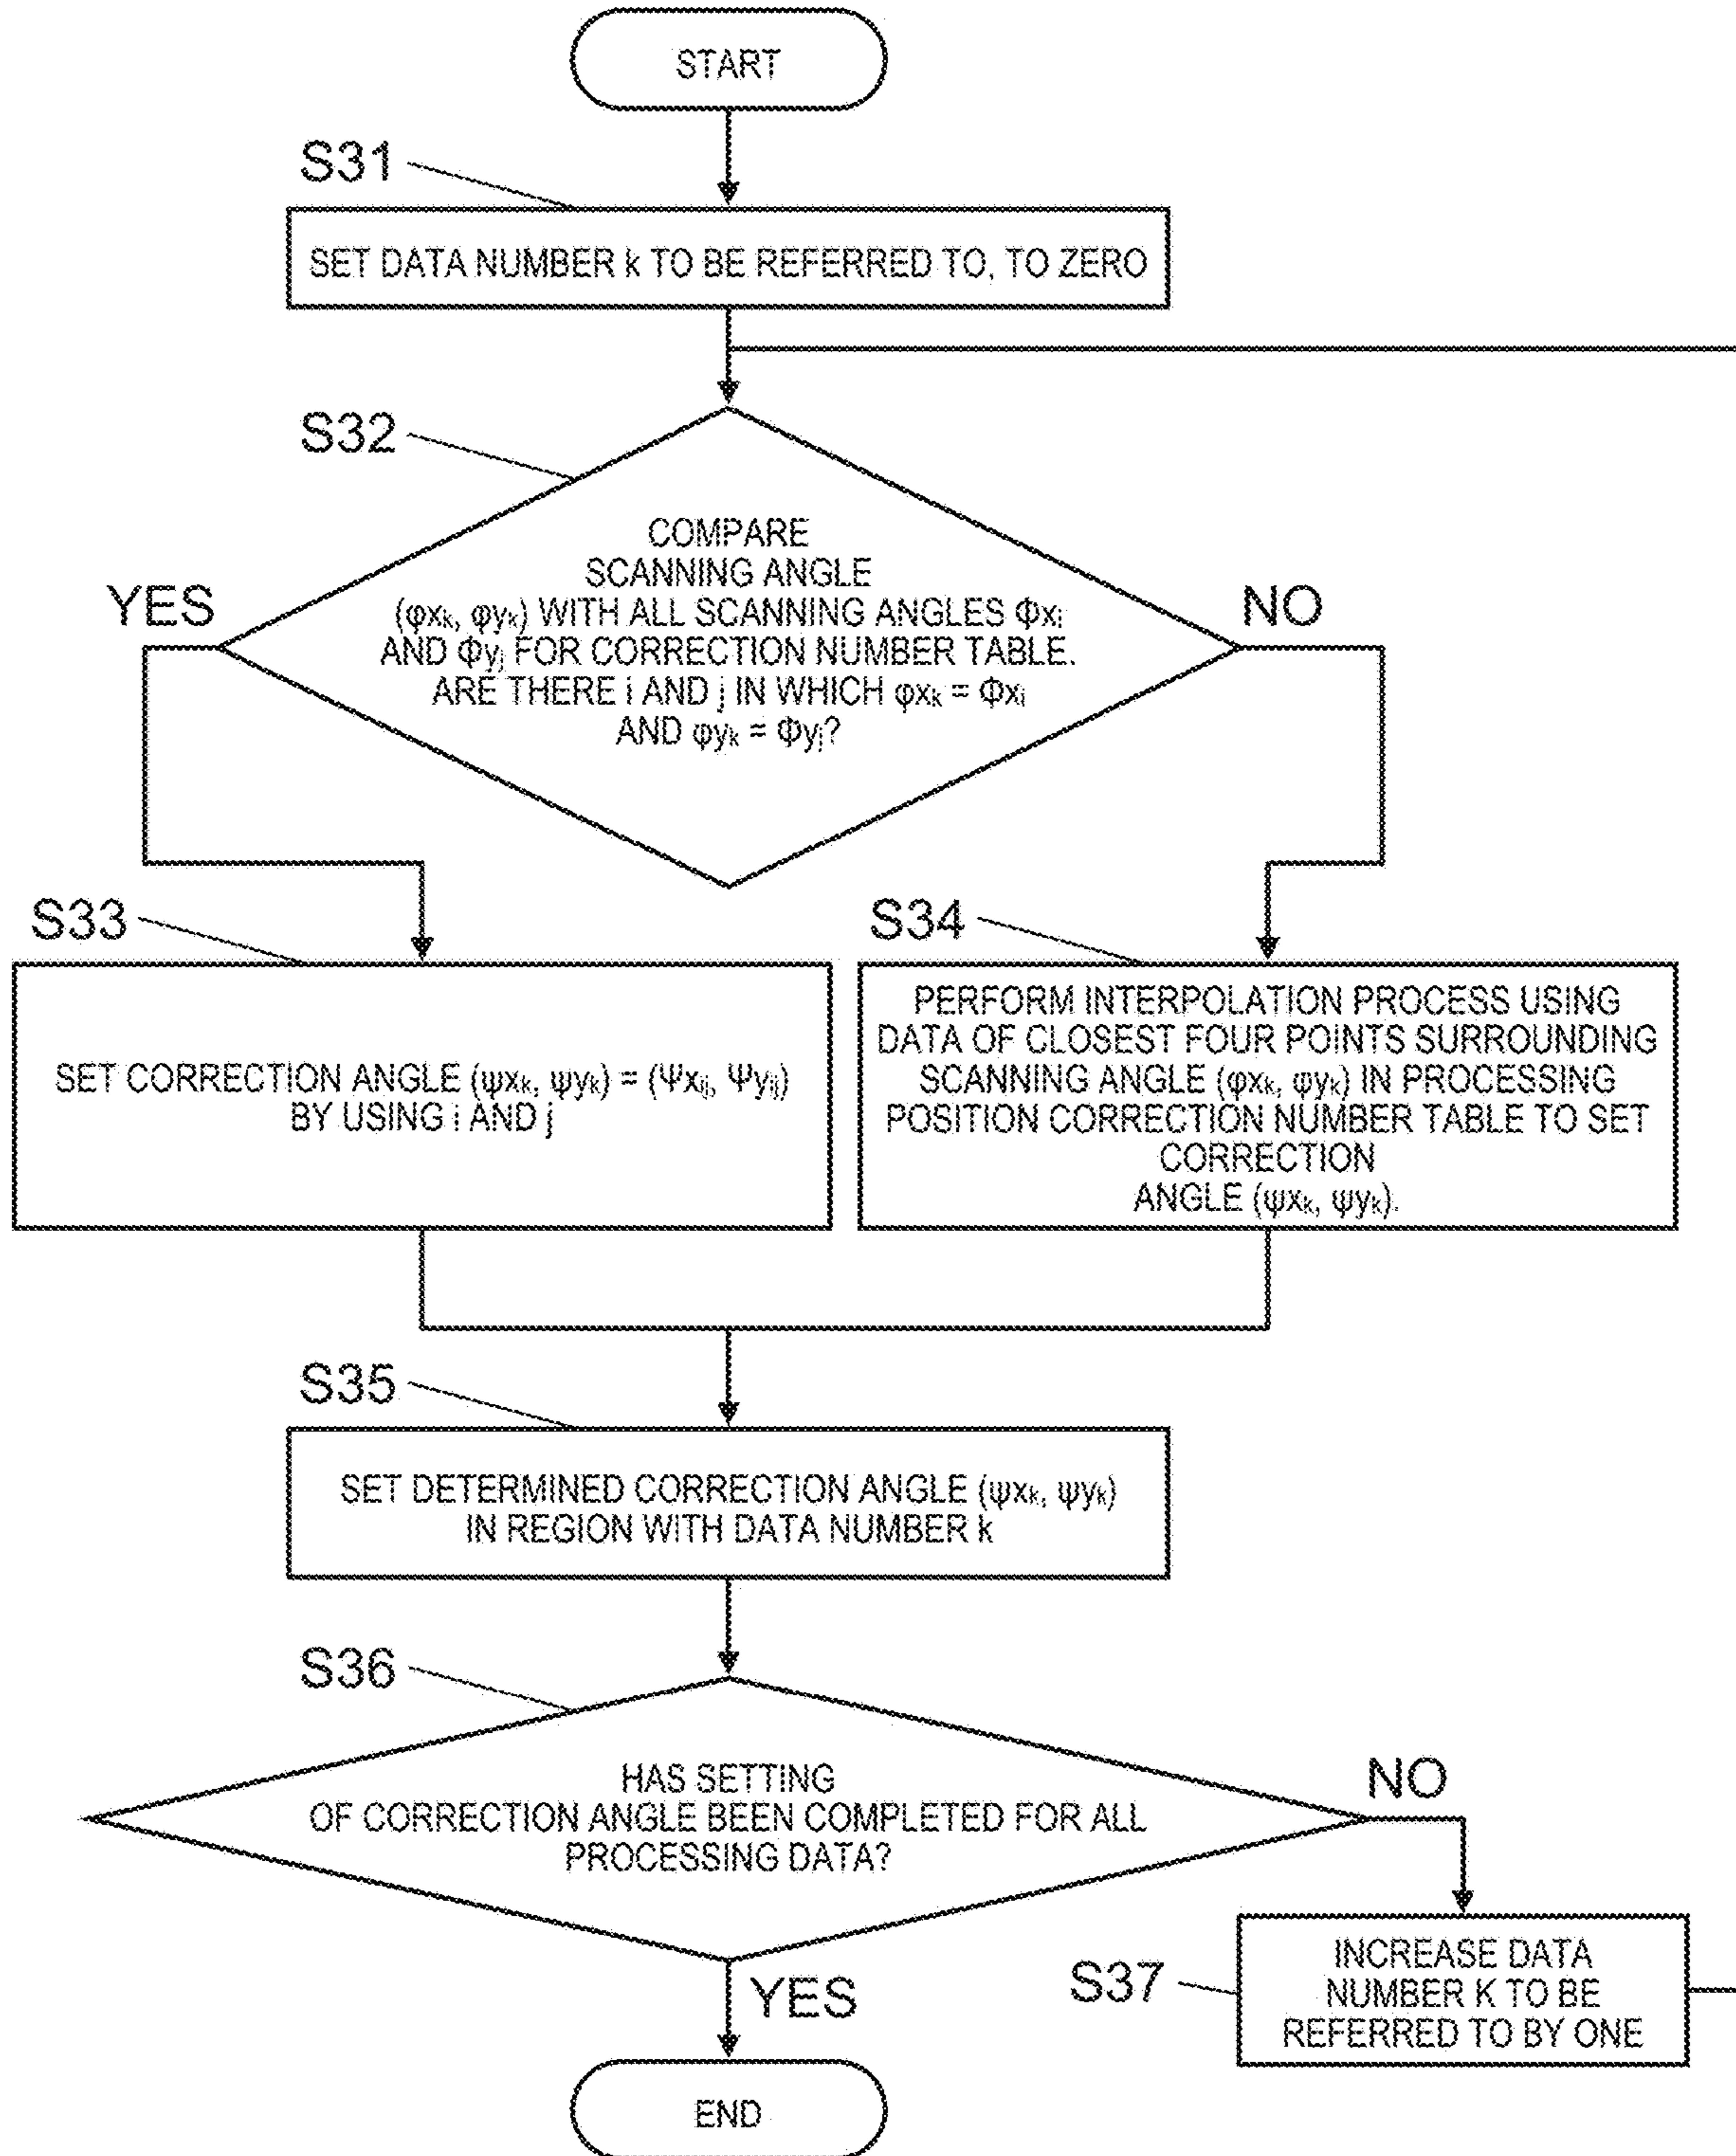 START
S31
SET DATA NUMBER k TO BE REFERRED TO, TO ZERO
S32
COMPARE
SCANNING ANGLE
(φxₖ, φyₖ) WITH ALL SCANNING ANGLES Φxᵢ
AND Φyⱼ FOR CORRECTION NUMBER TABLE.
ARE THERE i AND j IN WHICH φxₖ = Φxᵢ
AND φyₖ = Φyⱼ?
YES
NO
S33
SET CORRECTION ANGLE (ψxₖ, ψyₖ) = (Ψxᵢⱼ, Ψyᵢⱼ)
BY USING i AND j
S34
PERFORM INTERPOLATION PROCESS USING
DATA OF CLOSEST FOUR POINTS SURROUNDING
SCANNING ANGLE (φxₖ, φyₖ) IN PROCESSING
POSITION CORRECTION NUMBER TABLE TO SET
CORRECTION
ANGLE (ψxₖ, ψyₖ).
S35
SET DETERMINED CORRECTION ANGLE (ψxₖ, ψyₖ)
IN REGION WITH DATA NUMBER k
S36
HAS SETTING
OF CORRECTION ANGLE BEEN COMPLETED FOR ALL
PROCESSING DATA?
NO
YES
S37
INCREASE DATA
NUMBER K TO BE
REFERRED TO BY ONE
END